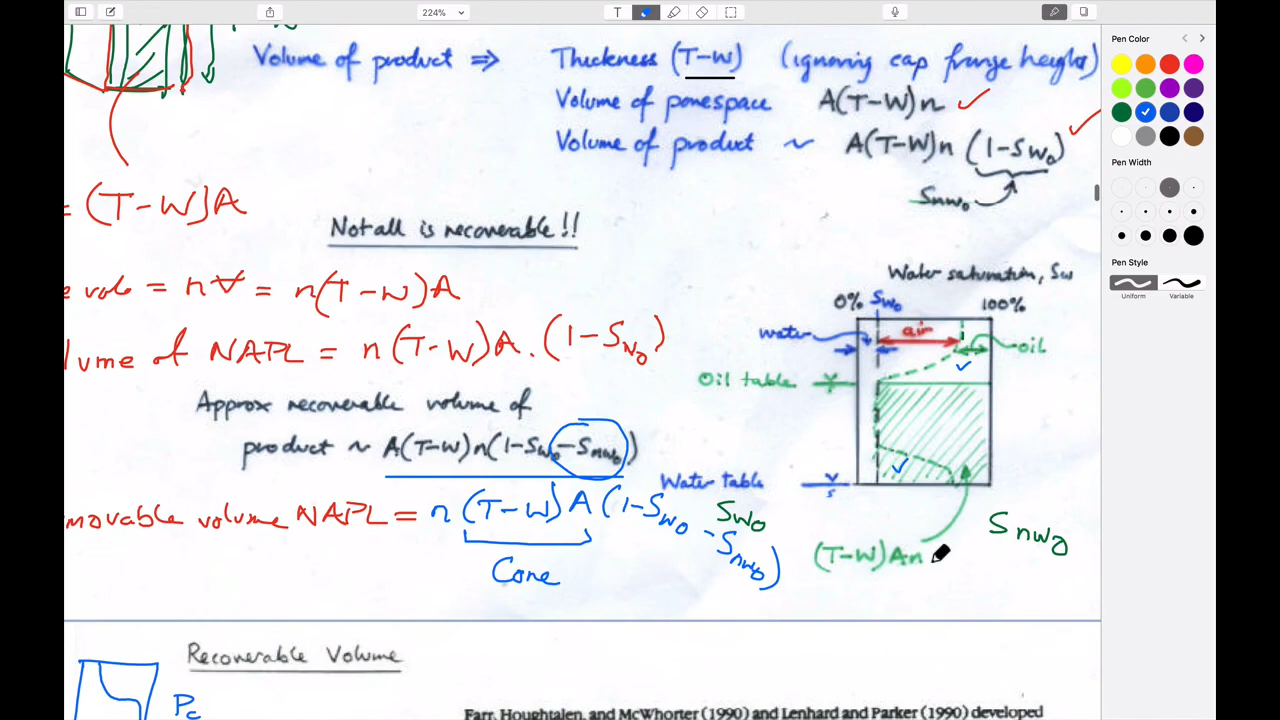 224%
T
Pen Color
Pen Width
Pen Style
Uniform
Variable
Volume of product ⇒ Thickness (T-W) (ignoring cap fringe heights)
Volume of porespace A(T-W)n ✓
Volume of product ~ A(T-W)n (1-Swo) ✓
Snwo
= (T-W)A
Not all is recoverable!!
e vole = n∀ = n(T-W)A
lume of NAPL = n(T-W)A.(1-Swo)
Approx recoverable volume of
product ~ A(T-W)n(1-Swo-Snwo)
movable volume NAPL = n(T-W)A(1-Swo-Snwo)
Swo
Core
Water saturation, Sw
0% Swo 100%
water
air
oil
Oil table
Water table
Snwo
(T-W)An
Recoverable Volume
Pc
Farr, Houghtalen, and McWhorter (1990) and Lenhard and Parker (1990) developed